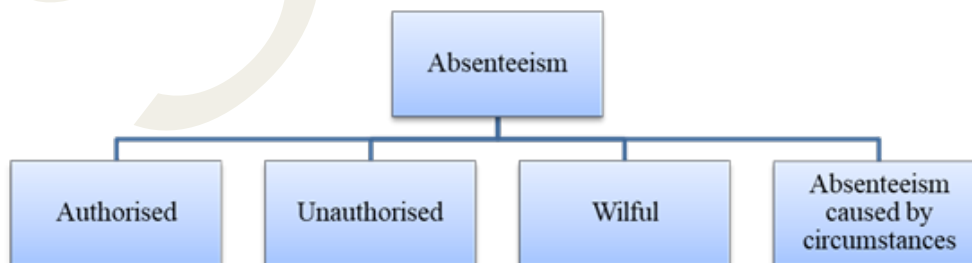 Absenteeism
Authorised
Unauthorised
Wilful
Absenteeism
caused by
circumstances